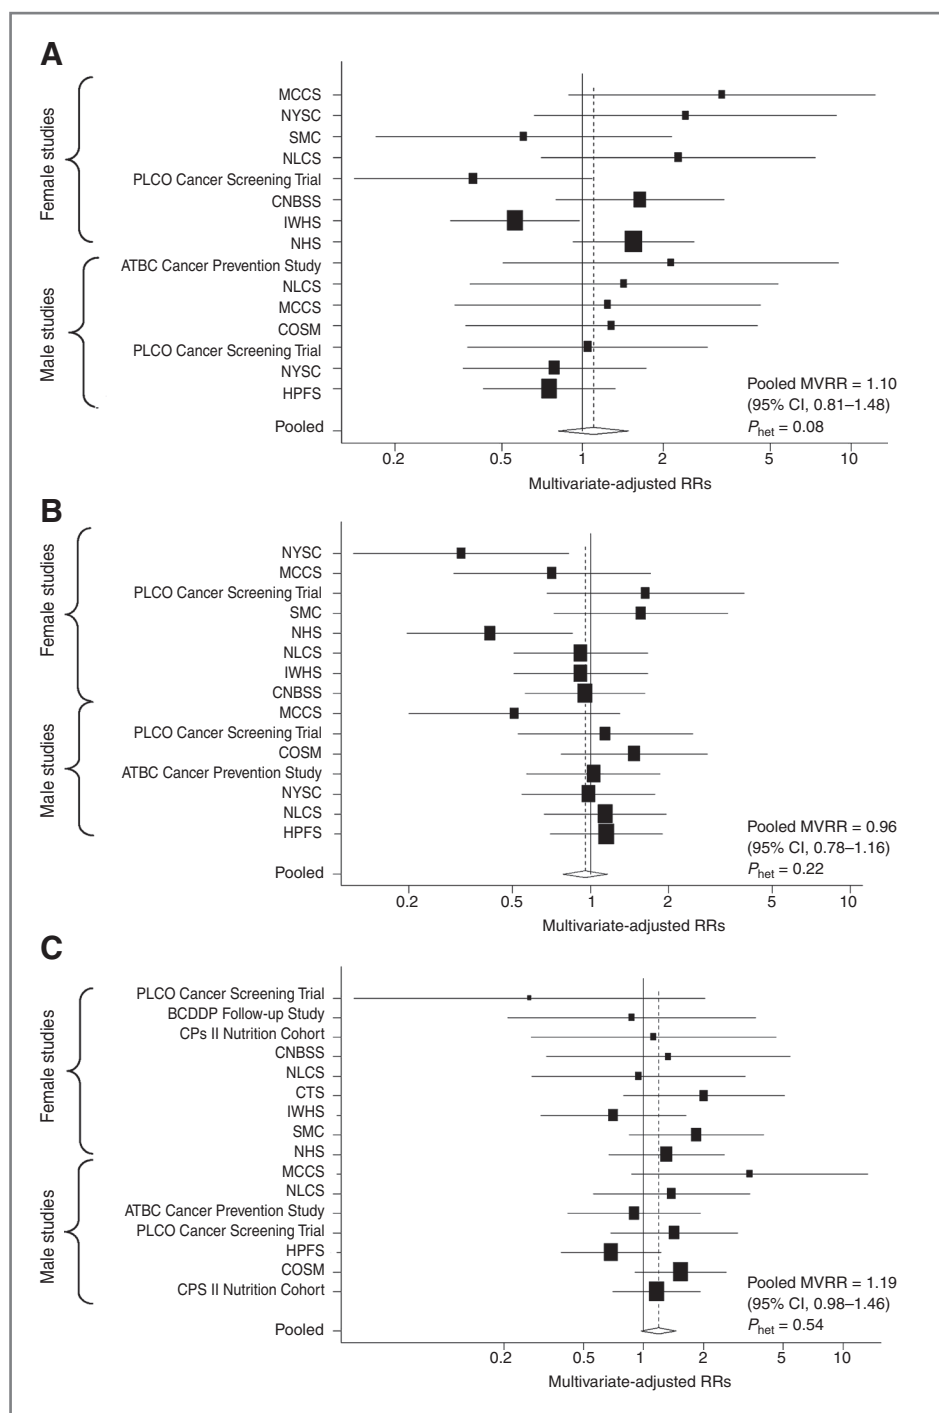 A
Female studies
MCCS
NYSC
SMC
NLCS
PLCO Cancer Screening Trial
CNBSS
IWHS
NHS
Male studies
ATBC Cancer Prevention Study
NLCS
MCCS
COSM
PLCO Cancer Screening Trial
NYSC
HPFS
Pooled
Pooled MVRR = 1.10
(95% CI, 0.81–1.48)
Phet = 0.08
0.2 0.5 1 2 5 10
Multivariate-adjusted RRs
B
Female studies
NYSC
MCCS
PLCO Cancer Screening Trial
SMC
NHS
NLCS
IWHS
CNBSS
Male studies
MCCS
PLCO Cancer Screening Trial
COSM
ATBC Cancer Prevention Study
NYSC
NLCS
HPFS
Pooled
Pooled MVRR = 0.96
(95% CI, 0.78–1.16)
Phet = 0.22
0.2 0.5 1 2 5 10
Multivariate-adjusted RRs
C
Female studies
PLCO Cancer Screening Trial
BCDDP Follow-up Study
CPs II Nutrition Cohort
CNBSS
NLCS
CTS
IWHS
SMC
NHS
Male studies
MCCS
NLCS
ATBC Cancer Prevention Study
PLCO Cancer Screening Trial
HPFS
COSM
CPS II Nutrition Cohort
Pooled
Pooled MVRR = 1.19
(95% CI, 0.98–1.46)
Phet = 0.54
0.2 0.5 1 2 5 10
Multivariate-adjusted RRs